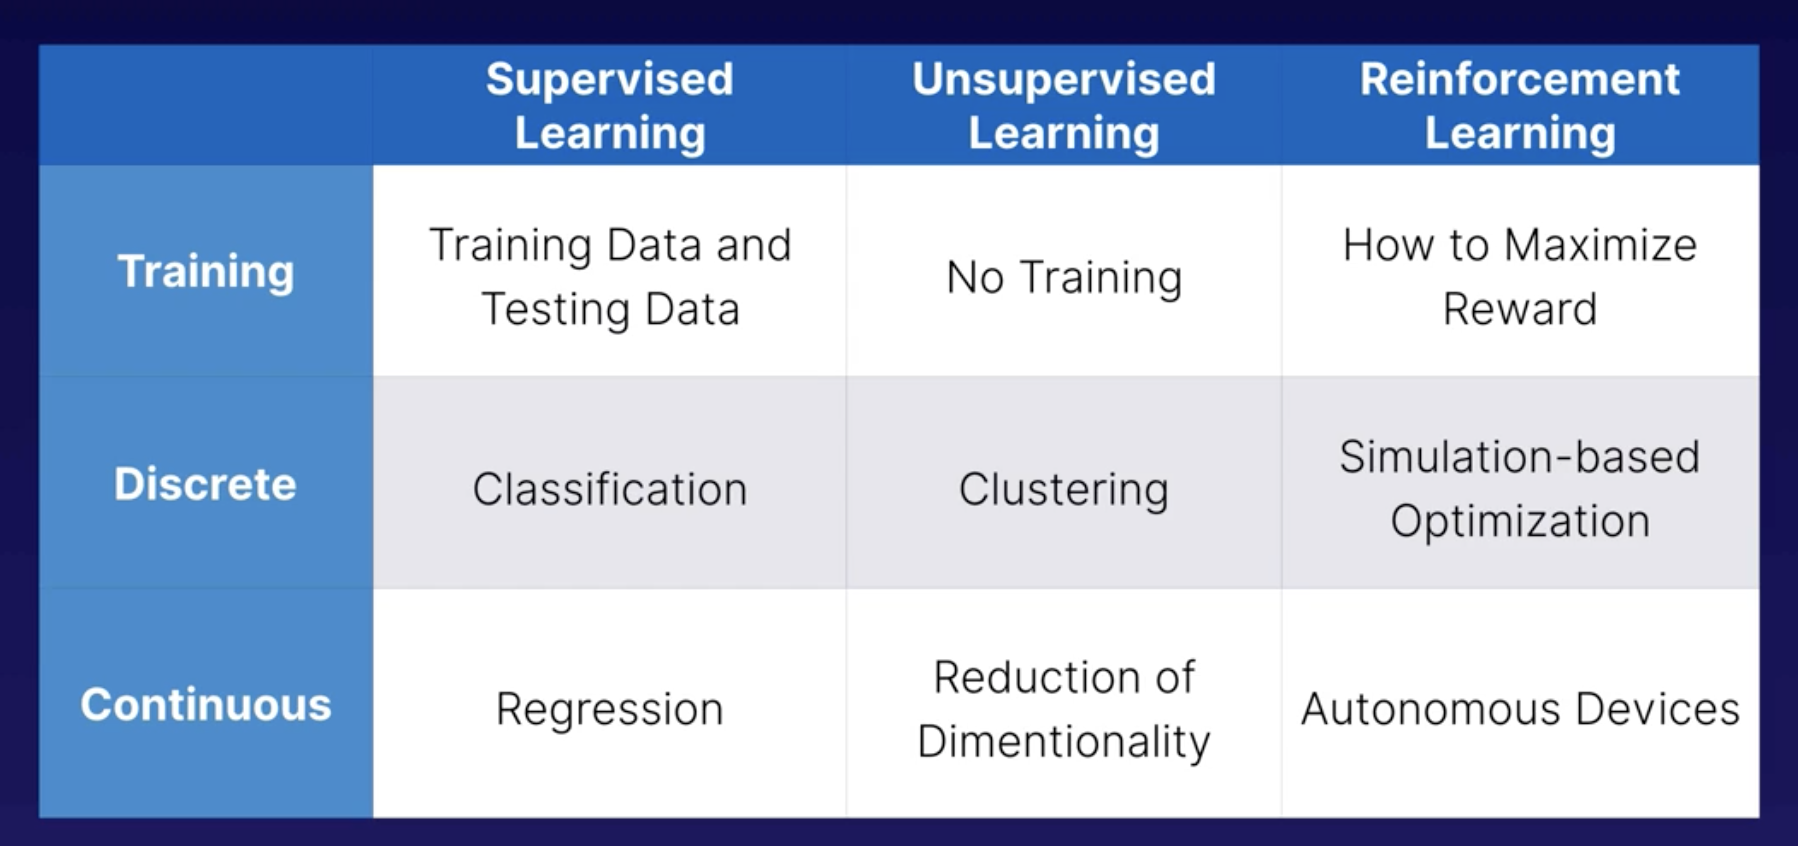 Supervised
Learning
Unsupervised
Learning
Reinforcement
Learning
Training
Training Data and
Testing Data
No Training
How to Maximize
Reward
Discrete
Classification
Clustering
Simulation-based
Optimization
Continuous
Regression
Reduction of
Dimentionality
Autonomous Devices